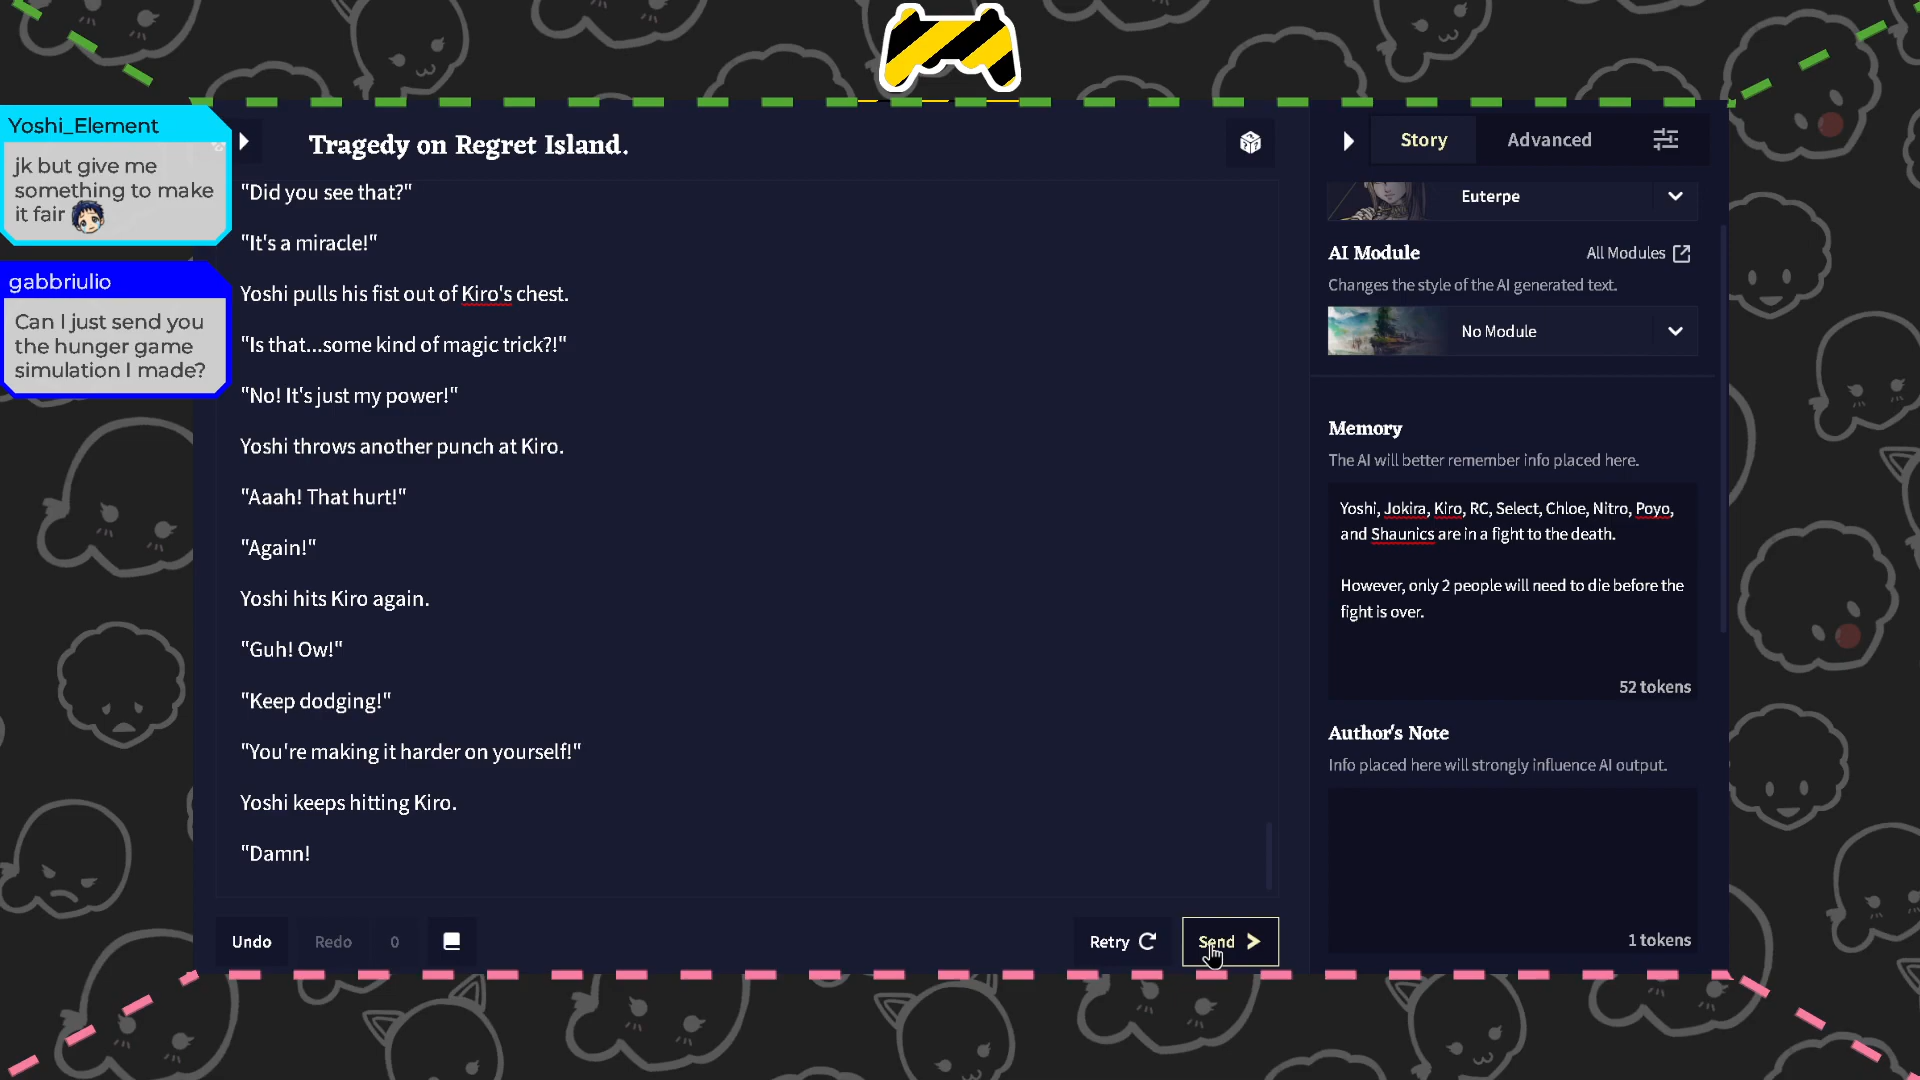 Yoshi_Element
jk but give me
something to make
it fair
gabbriulio
Can I just send you
the hunger game
simulation I made?
Tragedy on Regret Island.
"Did you see that?"
"It's a miracle!"
Yoshi pulls his fist out of Kiro's chest.
"Is that...some kind of magic trick?!"
"No! It's just my power!"
Yoshi throws another punch at Kiro.
"Aaah! That hurt!"
"Again!"
Yoshi hits Kiro again.
"Guh! Ow!"
"Keep dodging!"
"You're making it harder on yourself!"
Yoshi keeps hitting Kiro.
"Damn!
Undo
Redo
0
Retry
Send
Story
Advanced
Euterpe
AI Module
All Modules
Changes the style of the AI generated text.
No Module
Memory
The AI will better remember info placed here.
Yoshi, Jokira, Kiro, RC, Select, Chloe, Nitro, Poyo,
and Shaunics are in a fight to the death.
However, only 2 people will need to die before the
fight is over.
52 tokens
Author's Note
Info placed here will strongly influence AI output.
1 tokens